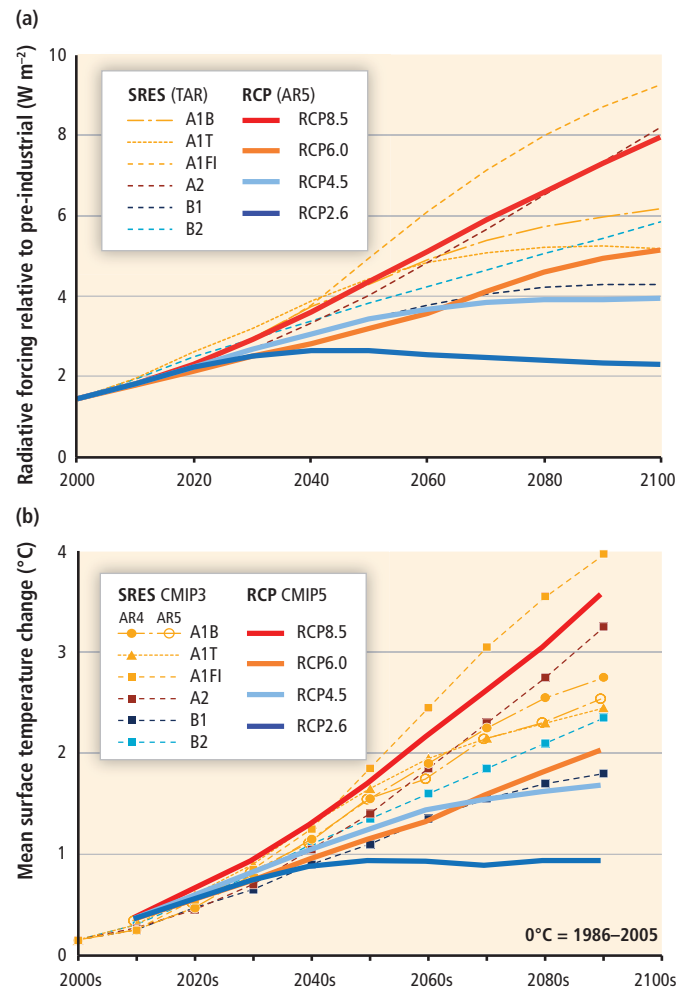 (a)
Radiative forcing relative to pre-industrial (W m⁻²)
10
8
6
4
2
0
SRES (TAR)
A1B
A1T
A1FI
A2
B1
B2
RCP (AR5)
RCP8.5
RCP6.0
RCP4.5
RCP2.6
2000 2020 2040 2060 2080 2100
(b)
Mean surface temperature change (°C)
4
3
2
1
0
SRES CMIP3
AR4 AR5
A1B
A1T
A1FI
A2
B1
B2
RCP CMIP5
RCP8.5
RCP6.0
RCP4.5
RCP2.6
0°C = 1986–2005
2000s 2020s 2040s 2060s 2080s 2100s